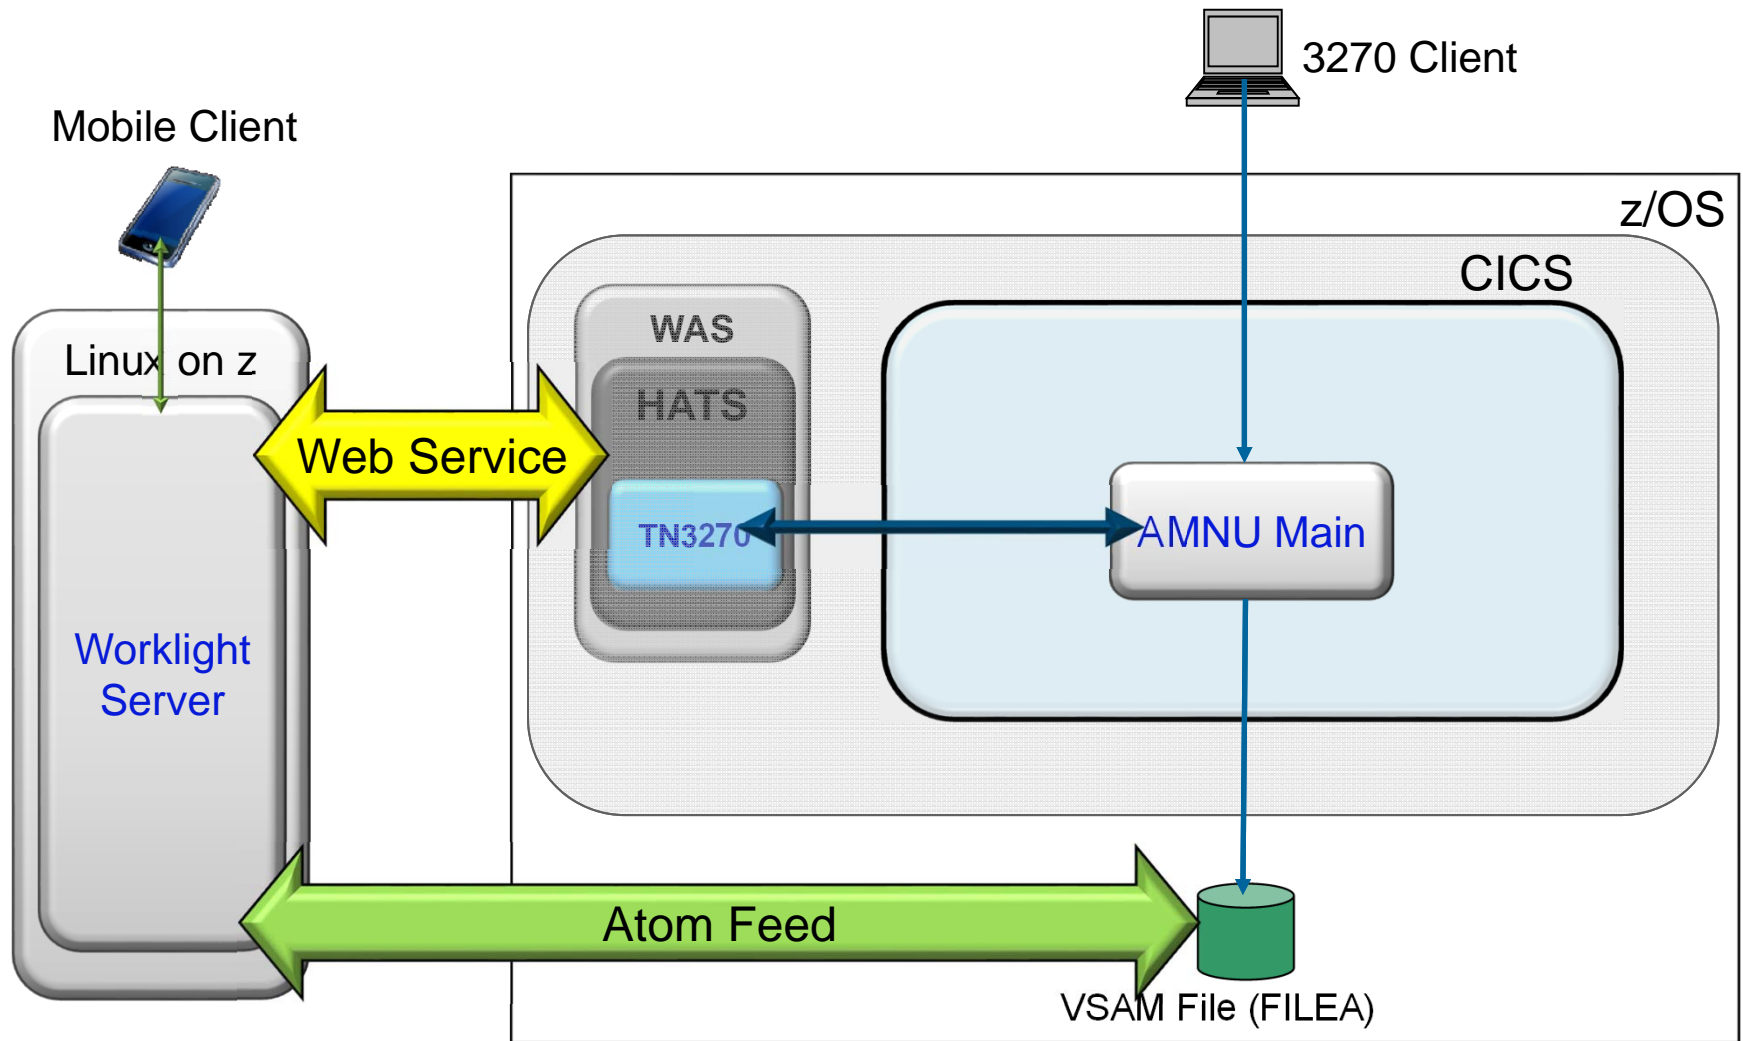 3270 Client
Mobile Client
z/OS
CICS
WAS
Linux on z
HATS
Web Service
TN3270
AMNU Main
Worklight
Server
Atom Feed
VSAM File (FILEA)